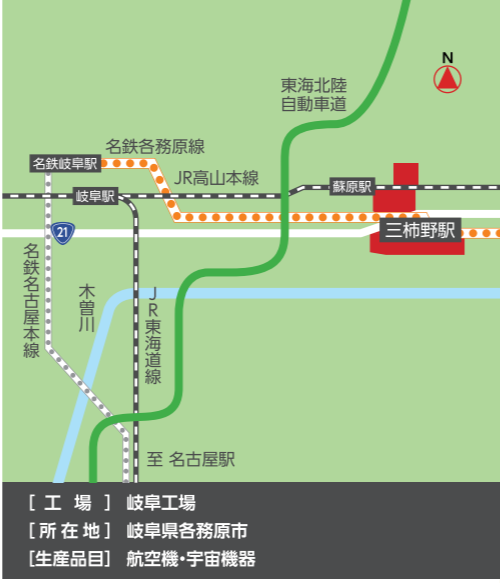 N
東海北陸
自動車道
名鉄各務原線
名鉄岐阜駅
JR高山本線
蘇原駅
岐阜駅
21
三柿野駅
名鉄名古屋本線
木曽川
JR東海道線
至 名古屋駅
[ 工 場 ] 岐阜工場
[ 所 在 地 ] 岐阜県各務原市
[生産品目] 航空機・宇宙機器